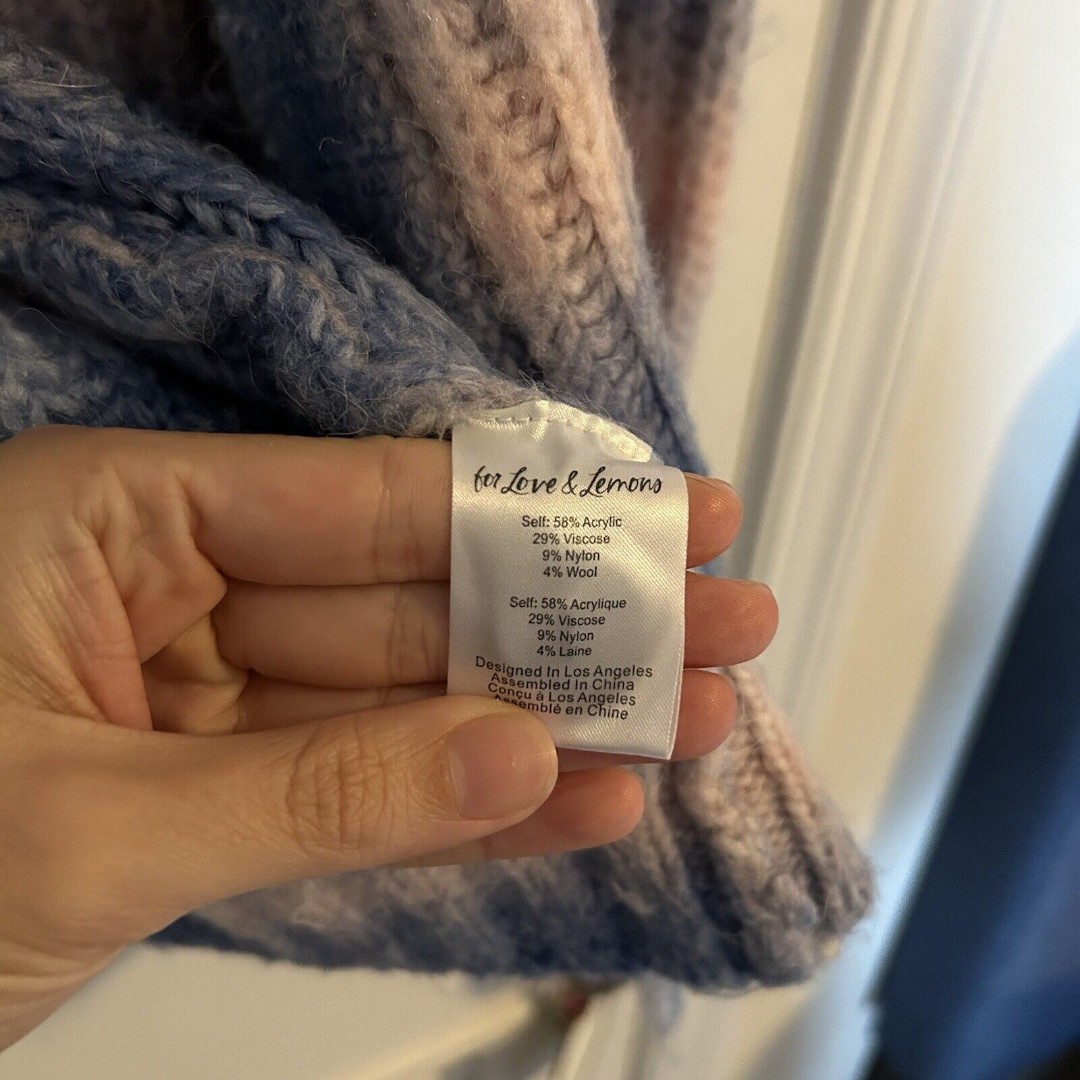 for Love & Lemons
Self: 58% Acrylic
29% Viscose
9% Nylon
4% Wool
Self: 58% Acrylique
29% Viscose
9% Nylon
4% Laine
Designed In Los Angeles
Assembled In China
Conçu à Los Angeles
Assemblé en Chine